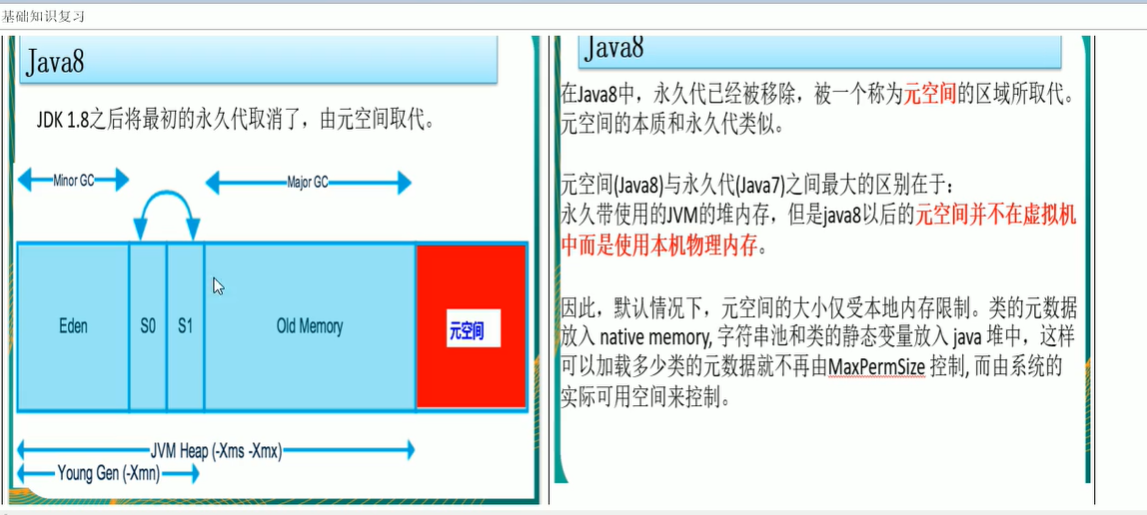 基础知识复习
Java8
JDK 1.8之后将最初的永久代取消了，由元空间取代。
Minor GC
Major GC
Eden
S0
S1
Old Memory
元空间
JVM Heap (-Xms -Xmx)
Young Gen (-Xmn)
Java8
在Java8中，永久代已经被移除，被一个称为元空间的区域所取代。
元空间的本质和永久代类似。
元空间(Java8)与永久代(Java7)之间最大的区别在于：
永久带使用的JVM的堆内存，但是java8以后的元空间并不在虚拟机
中而是使用本机物理内存。
因此，默认情况下，元空间的大小仅受本地内存限制。类的元数据
放入 native memory, 字符串池和类的静态变量放入 java 堆中，这样
可以加载多少类的元数据就不再由MaxPermSize 控制, 而由系统的
实际可用空间来控制。